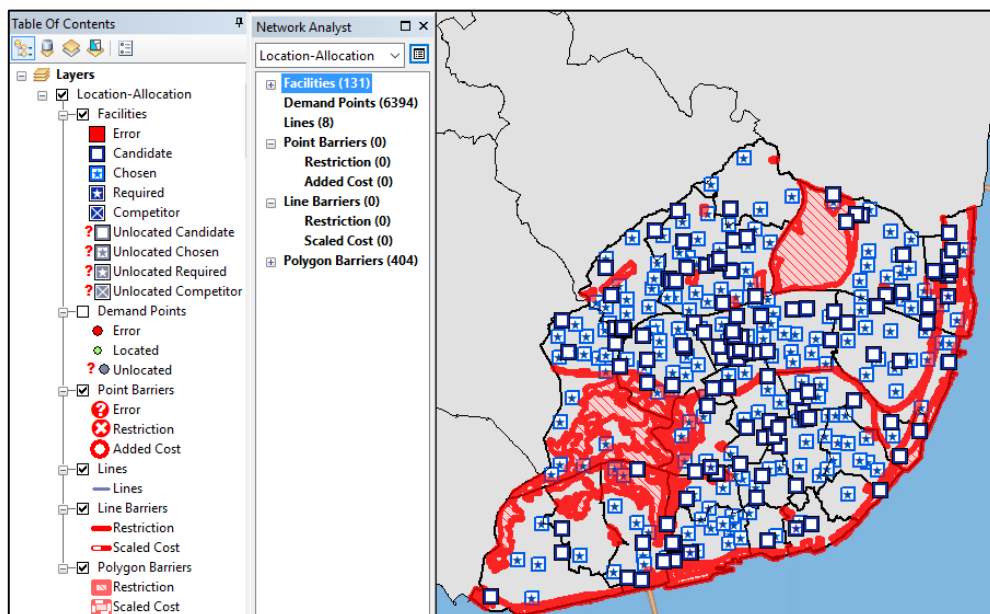 Table Of Contents
Layers
Location-Allocation
Facilities
Error
Candidate
Chosen
Required
Competitor
? Unlocated Candidate
? Unlocated Chosen
? Unlocated Required
? Unlocated Competitor
Demand Points
Error
Located
? Unlocated
Point Barriers
? Error
Restriction
Added Cost
Lines
Lines
Line Barriers
Restriction
Scaled Cost
Polygon Barriers
Restriction
Scaled Cost
Network Analyst
Location-Allocation
Facilities (131)
Demand Points (6394)
Lines (8)
Point Barriers (0)
Restriction (0)
Added Cost (0)
Line Barriers (0)
Restriction (0)
Scaled Cost (0)
Polygon Barriers (404)